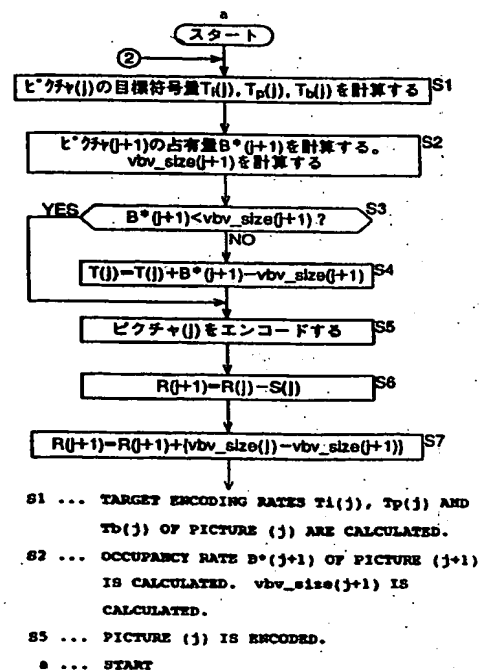 a
スタート
②
ピクチャ(j)の目標符号量Ti(j), Tp(j), Tb(j)を計算する S1
ピクチャ(j+1)の占有量B*(j+1)を計算する。
vbv_size(j+1)を計算する
S2
YES
B*(j+1)<vbv_size(j+1) ?
S3
NO
T(j)=T(j)+B*(j+1)-vbv_size(j+1) S4
ピクチャ(j)をエンコードする S5
R(j+1)=R(j)-S(j) S6
R(j+1)=R(j+1)+{vbv_size(j)-vbv_size(j+1)} S7
S1 ... TARGET ENCODING RATES Ti(j), Tp(j) AND
Tb(j) OF PICTURE (j) ARE CALCULATED.
S2 ... OCCUPANCY RATE B*(j+1) OF PICTURE (j+1)
IS CALCULATED. vbv_size(j+1) IS
CALCULATED.
S5 ... PICTURE (j) IS ENCODED.
a ... START